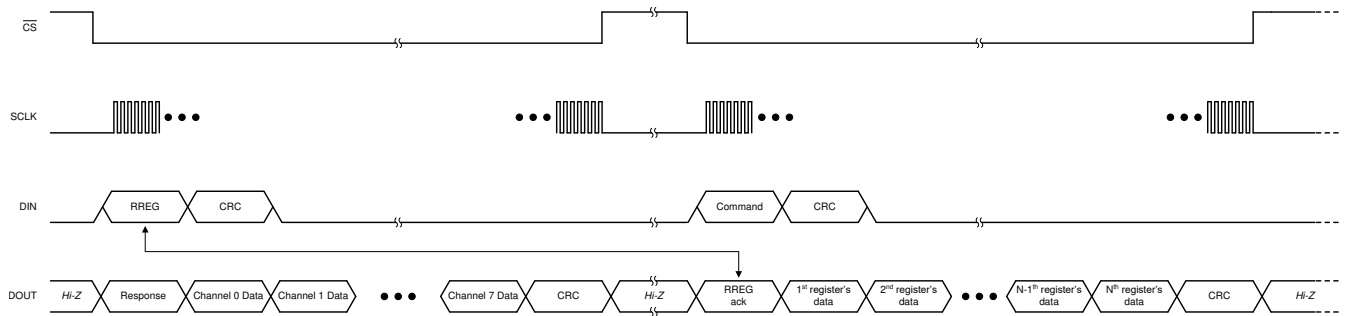 CS
SCLK
DIN
RREG
CRC
Command
CRC
DOUT
Hi-Z
Response
Channel 0 Data
Channel 1 Data
Channel 7 Data
CRC
Hi-Z
RREG
ack
1st register's
data
2nd register's
data
N-1th register's
data
Nth register's
data
CRC
Hi-Z